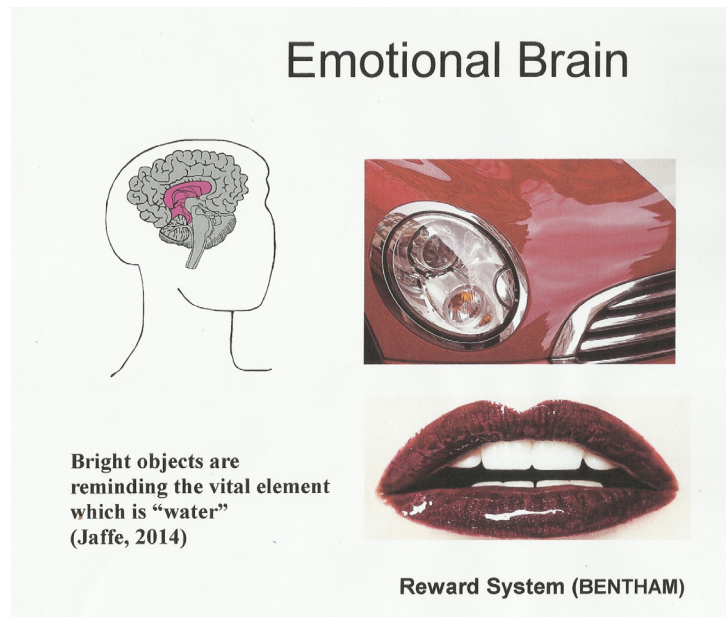 Emotional Brain
Bright objects are
reminding the vital element
which is “water”
(Jaffe, 2014)
Reward System (BENTHAM)